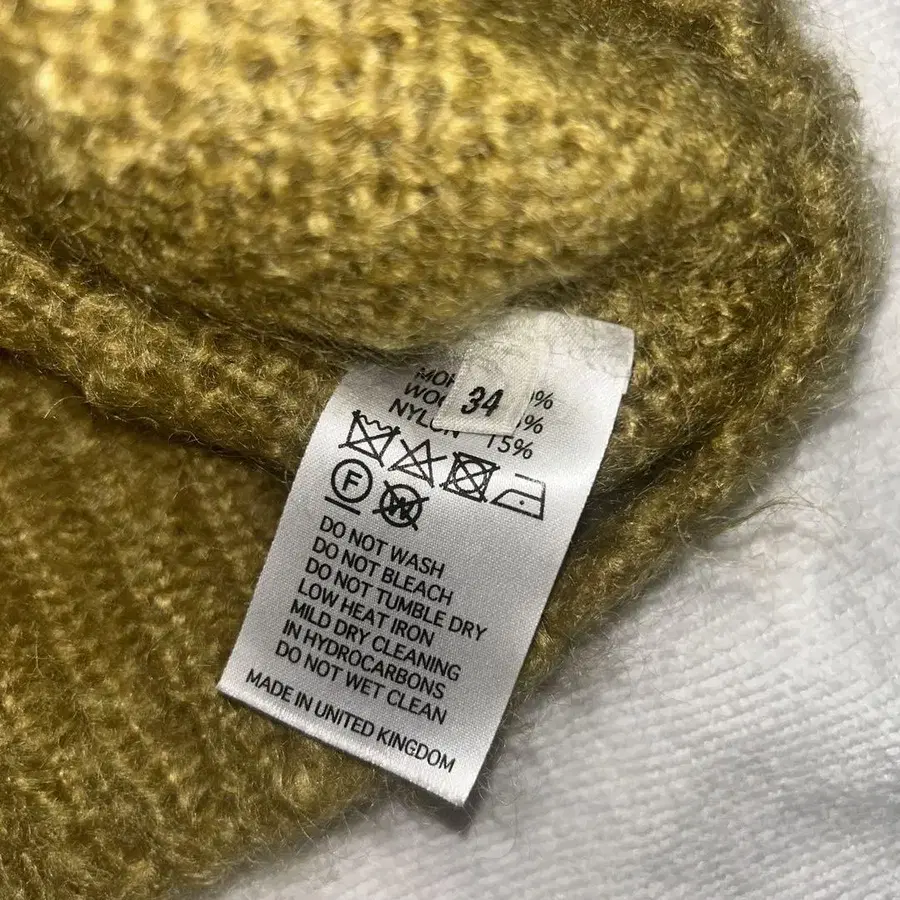 34
NYLON 15%
F
W
DO NOT WASH
DO NOT BLEACH
DO NOT TUMBLE DRY
LOW HEAT IRON
MILD DRY CLEANING
IN HYDROCARBONS
DO NOT WET CLEAN
MADE IN UNITED KINGDOM